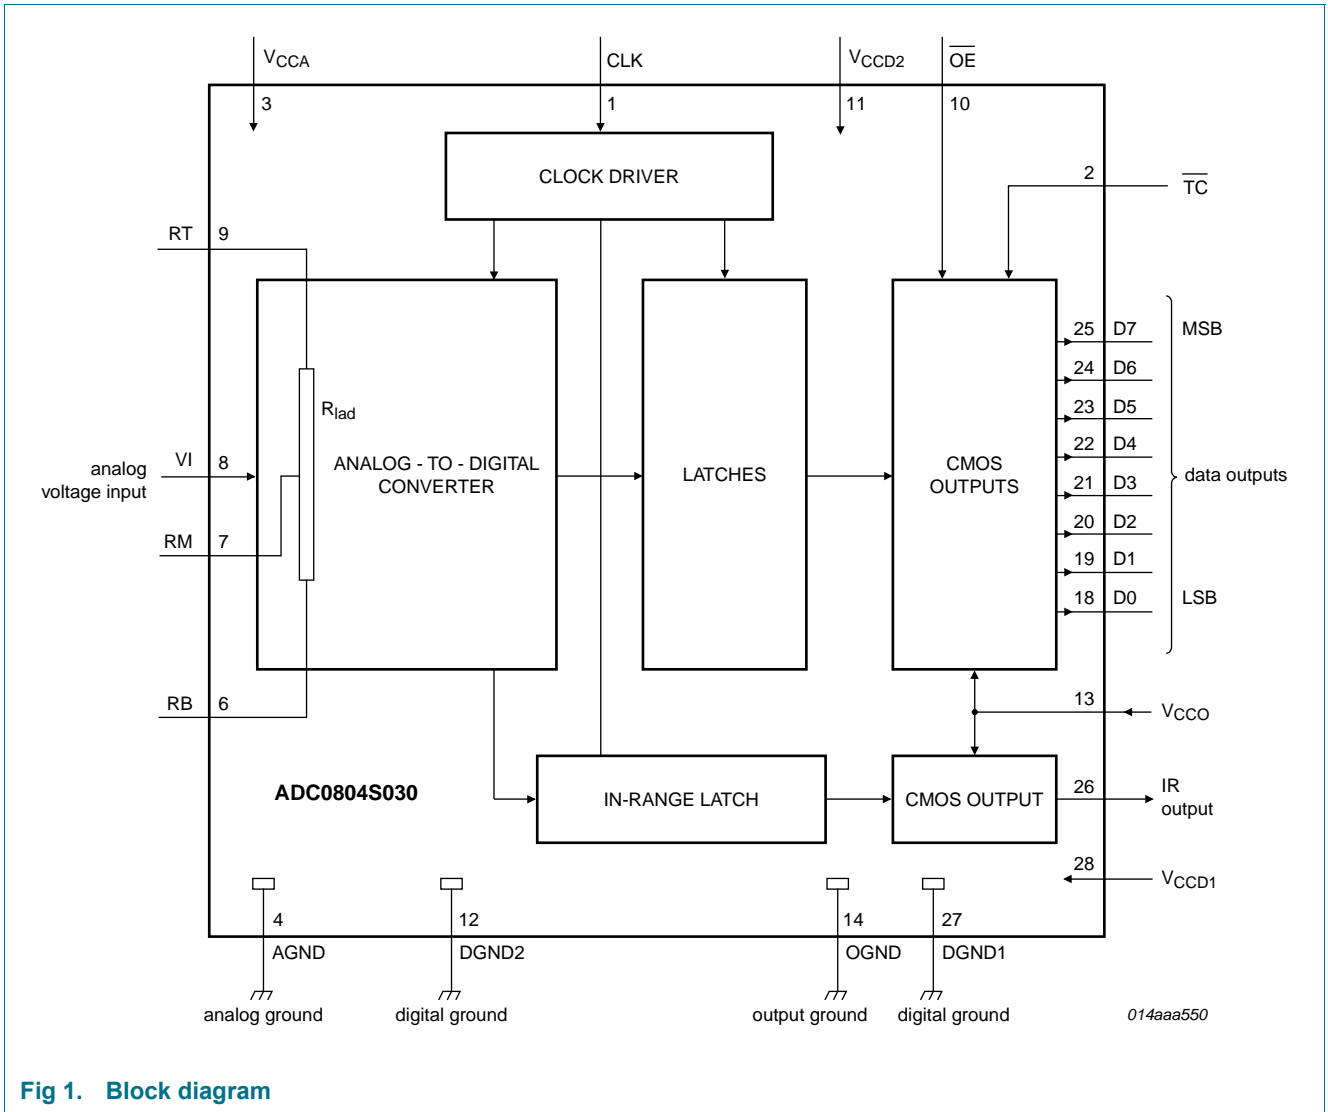 VCCA
CLK
VCCD2
OE
3
1
11
10
CLOCK DRIVER
2
TC
RT
9
25
D7
MSB
24
D6
Rlad
23
D5
22
D4
analog
voltage input
VI
8
ANALOG - TO - DIGITAL
CONVERTER
LATCHES
CMOS
OUTPUTS
data outputs
21
D3
20
D2
RM
7
19
D1
18
D0
LSB
RB
6
13
VCCO
ADC0804S030
IN-RANGE LATCH
CMOS OUTPUT
26
IR
output
28
VCCD1
4
12
14
27
AGND
DGND2
OGND
DGND1
analog ground
digital ground
output ground
digital ground
014aaa550
Fig 1. Block diagram